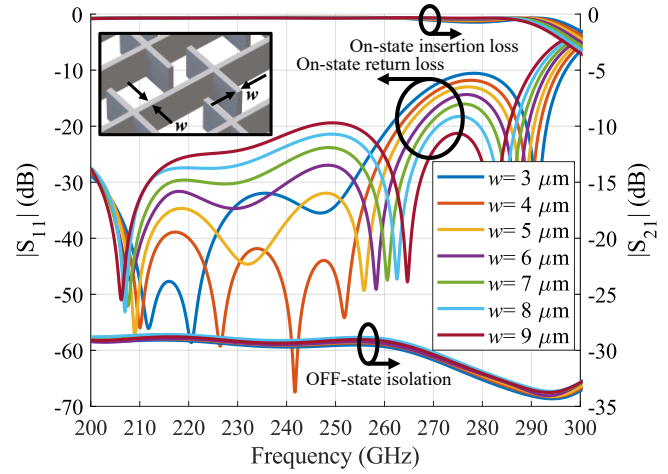 On-state insertion loss
On-state return loss
w
w
0
-10
-20
-30
-40
-50
-60
-70
|S11| (dB)
0
-5
-10
-15
-20
-25
-30
-35
|S21| (dB)
w= 3 μm
w= 4 μm
w= 5 μm
w= 6 μm
w= 7 μm
w= 8 μm
w= 9 μm
OFF-state isolation
200 210 220 230 240 250 260 270 280 290 300
Frequency (GHz)